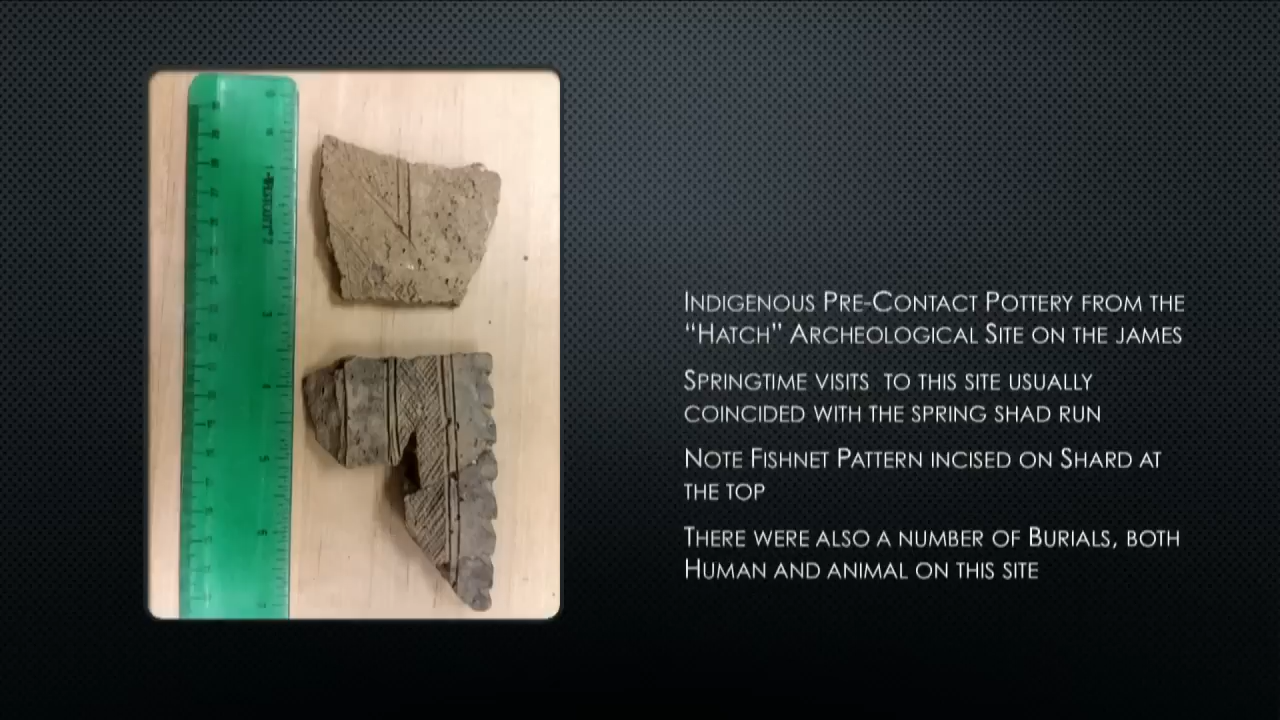 Indigenous Pre-Contact Pottery from the
“Hatch” Archeological Site on the james
Springtime visits to this site usually
coincided with the spring shad run
Note Fishnet Pattern incised on Shard at
the top
There were also a number of Burials, both
Human and animal on this site